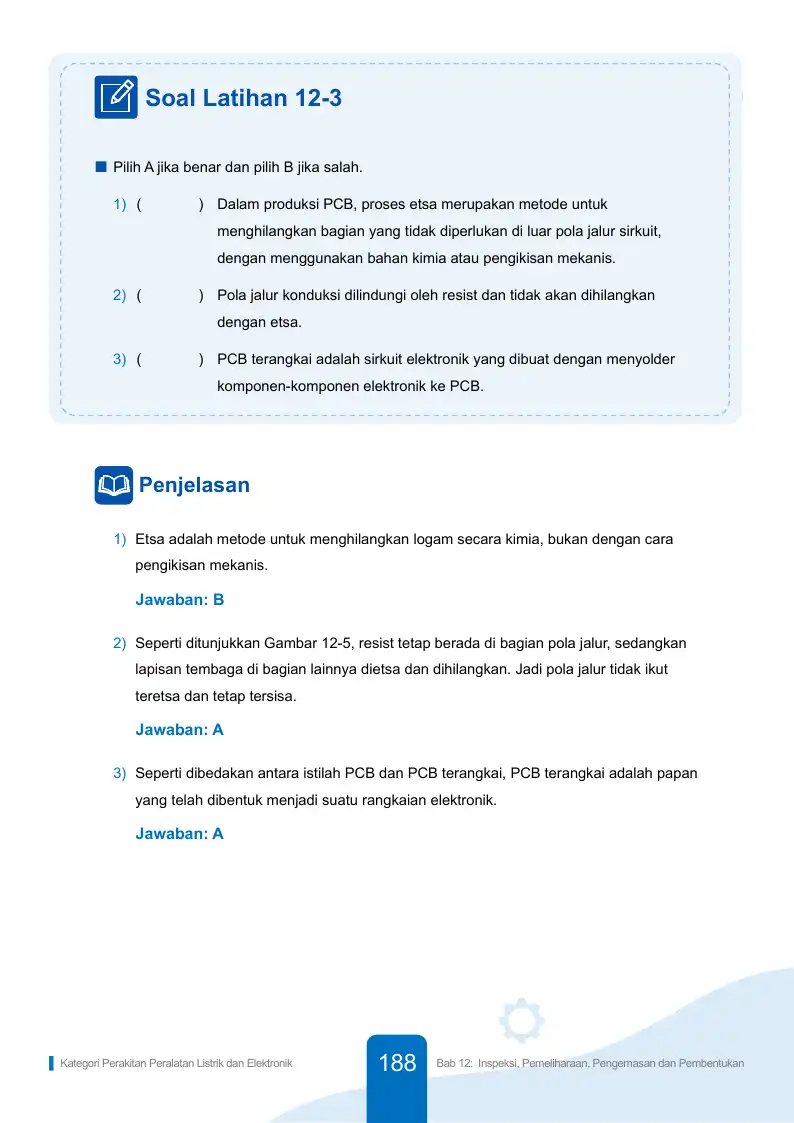 Soal Latihan 12-3
■ Pilih A jika benar dan pilih B jika salah.
1) ( ) Dalam produksi PCB, proses etsa merupakan metode untuk
menghilangkan bagian yang tidak diperlukan di luar pola jalur sirkuit,
dengan menggunakan bahan kimia atau pengikisan mekanis.
2) ( ) Pola jalur konduksi dilindungi oleh resist dan tidak akan dihilangkan
dengan etsa.
3) ( ) PCB terangkai adalah sirkuit elektronik yang dibuat dengan menyolder
komponen-komponen elektronik ke PCB.
Penjelasan
1) Etsa adalah metode untuk menghilangkan logam secara kimia, bukan dengan cara
pengikisan mekanis.
Jawaban: B
2) Seperti ditunjukkan Gambar 12-5, resist tetap berada di bagian pola jalur, sedangkan
lapisan tembaga di bagian lainnya dietsa dan dihilangkan. Jadi pola jalur tidak ikut
teretsa dan tetap tersisa.
Jawaban: A
3) Seperti dibedakan antara istilah PCB dan PCB terangkai, PCB terangkai adalah papan
yang telah dibentuk menjadi suatu rangkaian elektronik.
Jawaban: A
Kategori Perakitan Peralatan Listrik dan Elektronik
188
Bab 12: Inspeksi, Pemeliharaan, Pengemasan dan Pembentukan